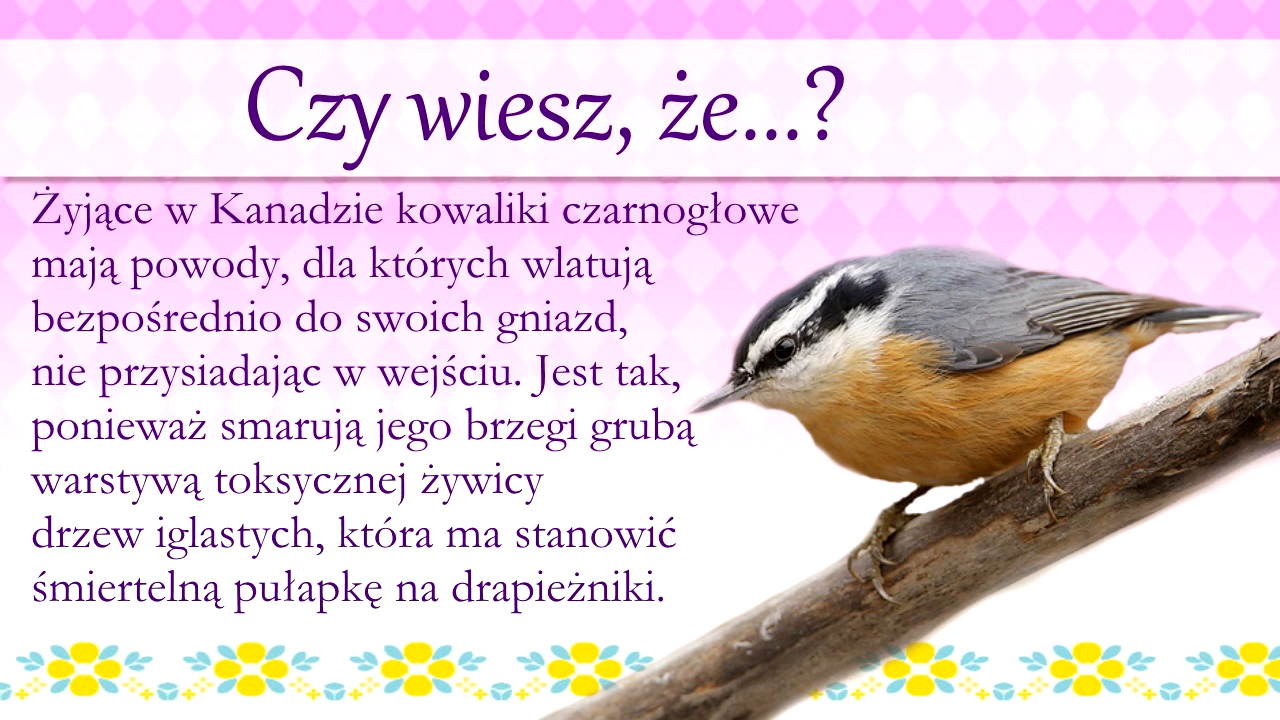 Czy wiesz, że...?
Żyjące w Kanadzie kowaliki czarnogłowe
mają powody, dla których wlatują
bezpośrednio do swoich gniazd,
nie przysiadając w wejściu. Jest tak,
ponieważ smarują jego brzegi grubą
warstywą toksycznej żywicy
drzew iglastych, która ma stanowić
śmiertelną pułapkę na drapieżniki.